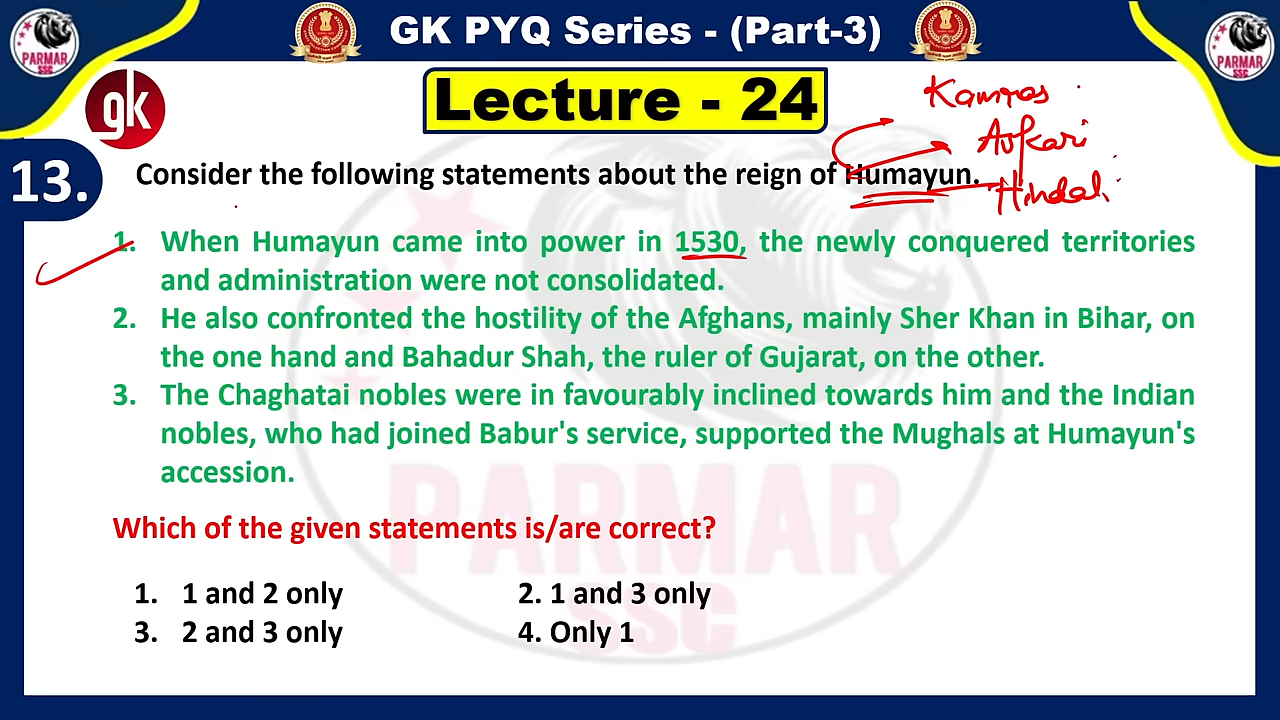 PARMAR
SSC
GK PYQ Series - (Part-3)
PARMAR
SSC
gk
Lecture - 24
Kamras
Askari
Hindal
13.
Consider the following statements about the reign of Humayun.
1. When Humayun came into power in 1530, the newly conquered territories
and administration were not consolidated.
2. He also confronted the hostility of the Afghans, mainly Sher Khan in Bihar, on
the one hand and Bahadur Shah, the ruler of Gujarat, on the other.
3. The Chaghatai nobles were in favourably inclined towards him and the Indian
nobles, who had joined Babur's service, supported the Mughals at Humayun's
accession.
Which of the given statements is/are correct?
1. 1 and 2 only 2. 1 and 3 only
3. 2 and 3 only 4. Only 1
PARMAR
SSC